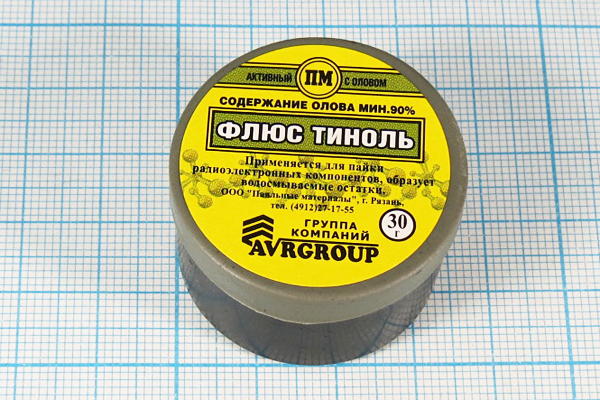 АКТИВНЫЙ ПМ С ОЛОВОМ
СОДЕРЖАНИЕ ОЛОВА МИН.90%
ФЛЮС ТИНОЛЬ
Применяется для пайки
радиоэлектронных компонентов, образует
водосмываемые остатки.
ООО "Паяльные материалы", г. Рязань,
тел. (4912)27-17-55
ГРУППА
КОМПАНИЙ
AVRGROUP
30
г